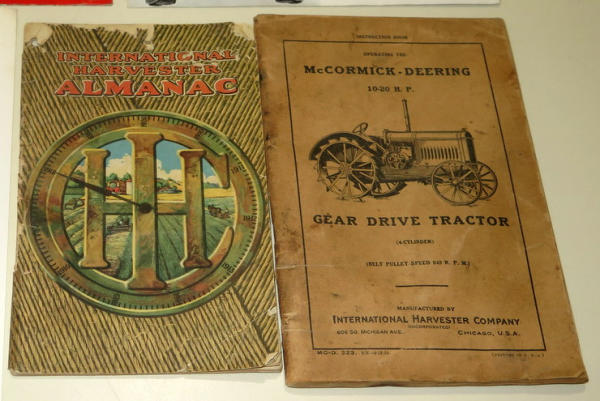 INTERNATIONAL
HARVESTER
ALMANAC
IHC
INSTRUCTION BOOK
OPERATING THE
McCORMICK-DEERING
10-20 H. P.
GEAR DRIVE TRACTOR
(4-CYLINDER)
(BELT PULLEY SPEED R. P. M.)
MANUFACTURED BY
INTERNATIONAL HARVESTER COMPANY
(INCORPORATED)
606 SO. MICHIGAN AVE. CHICAGO, U.S.A.